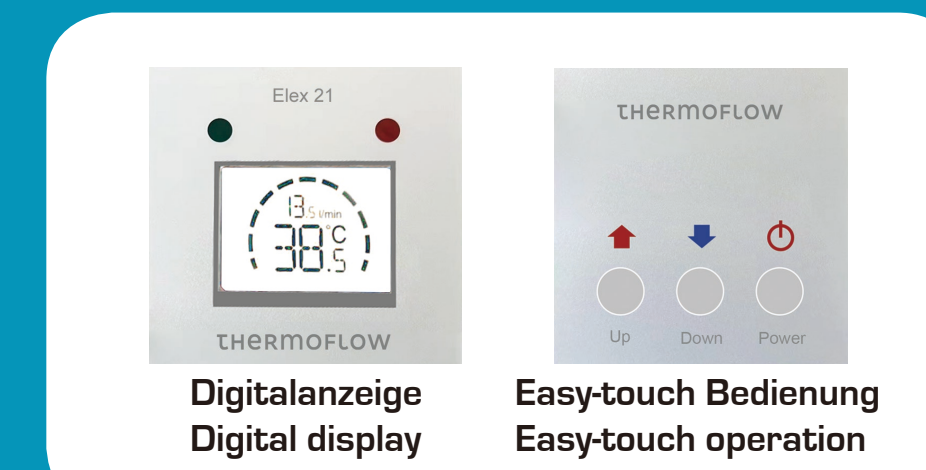 Elex 21
13.5 l/min
38.5 °C
THERMOFLOW
Digitalanzeige
Digital display
THERMOFLOW
Up Down Power
Easy-touch Bedienung
Easy-touch operation